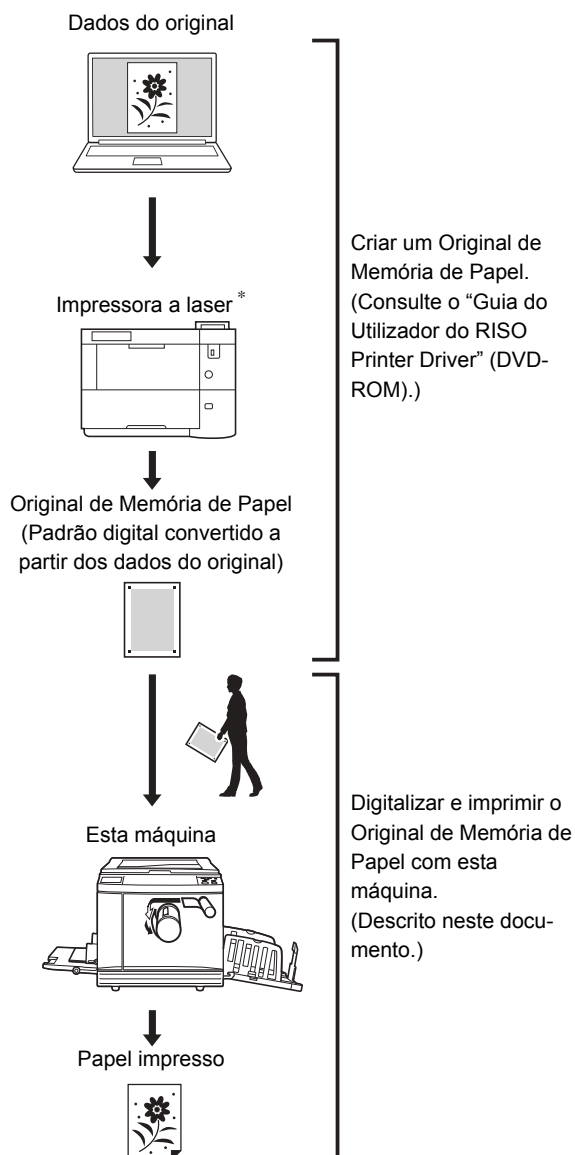 Dados do original
Impressora a laser *
Original de Memória de Papel
(Padrão digital convertido a
partir dos dados do original)
Criar um Original de
Memória de Papel.
(Consulte o “Guia do
Utilizador do RISO
Printer Driver” (DVD-
ROM).)
Esta máquina
Papel impresso
Digitalizar e imprimir o
Original de Memória de
Papel com esta
máquina.
(Descrito neste docu-
mento.)